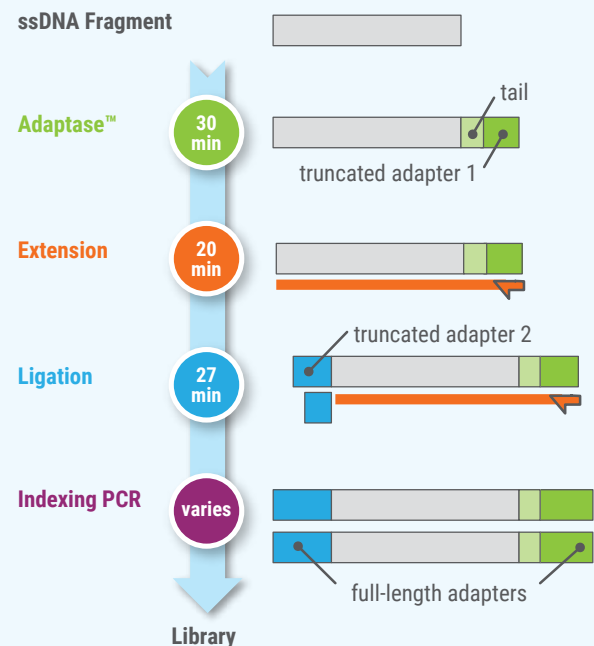 ssDNA Fragment
tail
Adaptase™
30
min
truncated adapter 1
Extension
20
min
truncated adapter 2
Ligation
27
min
Indexing PCR
varies
full-length adapters
Library